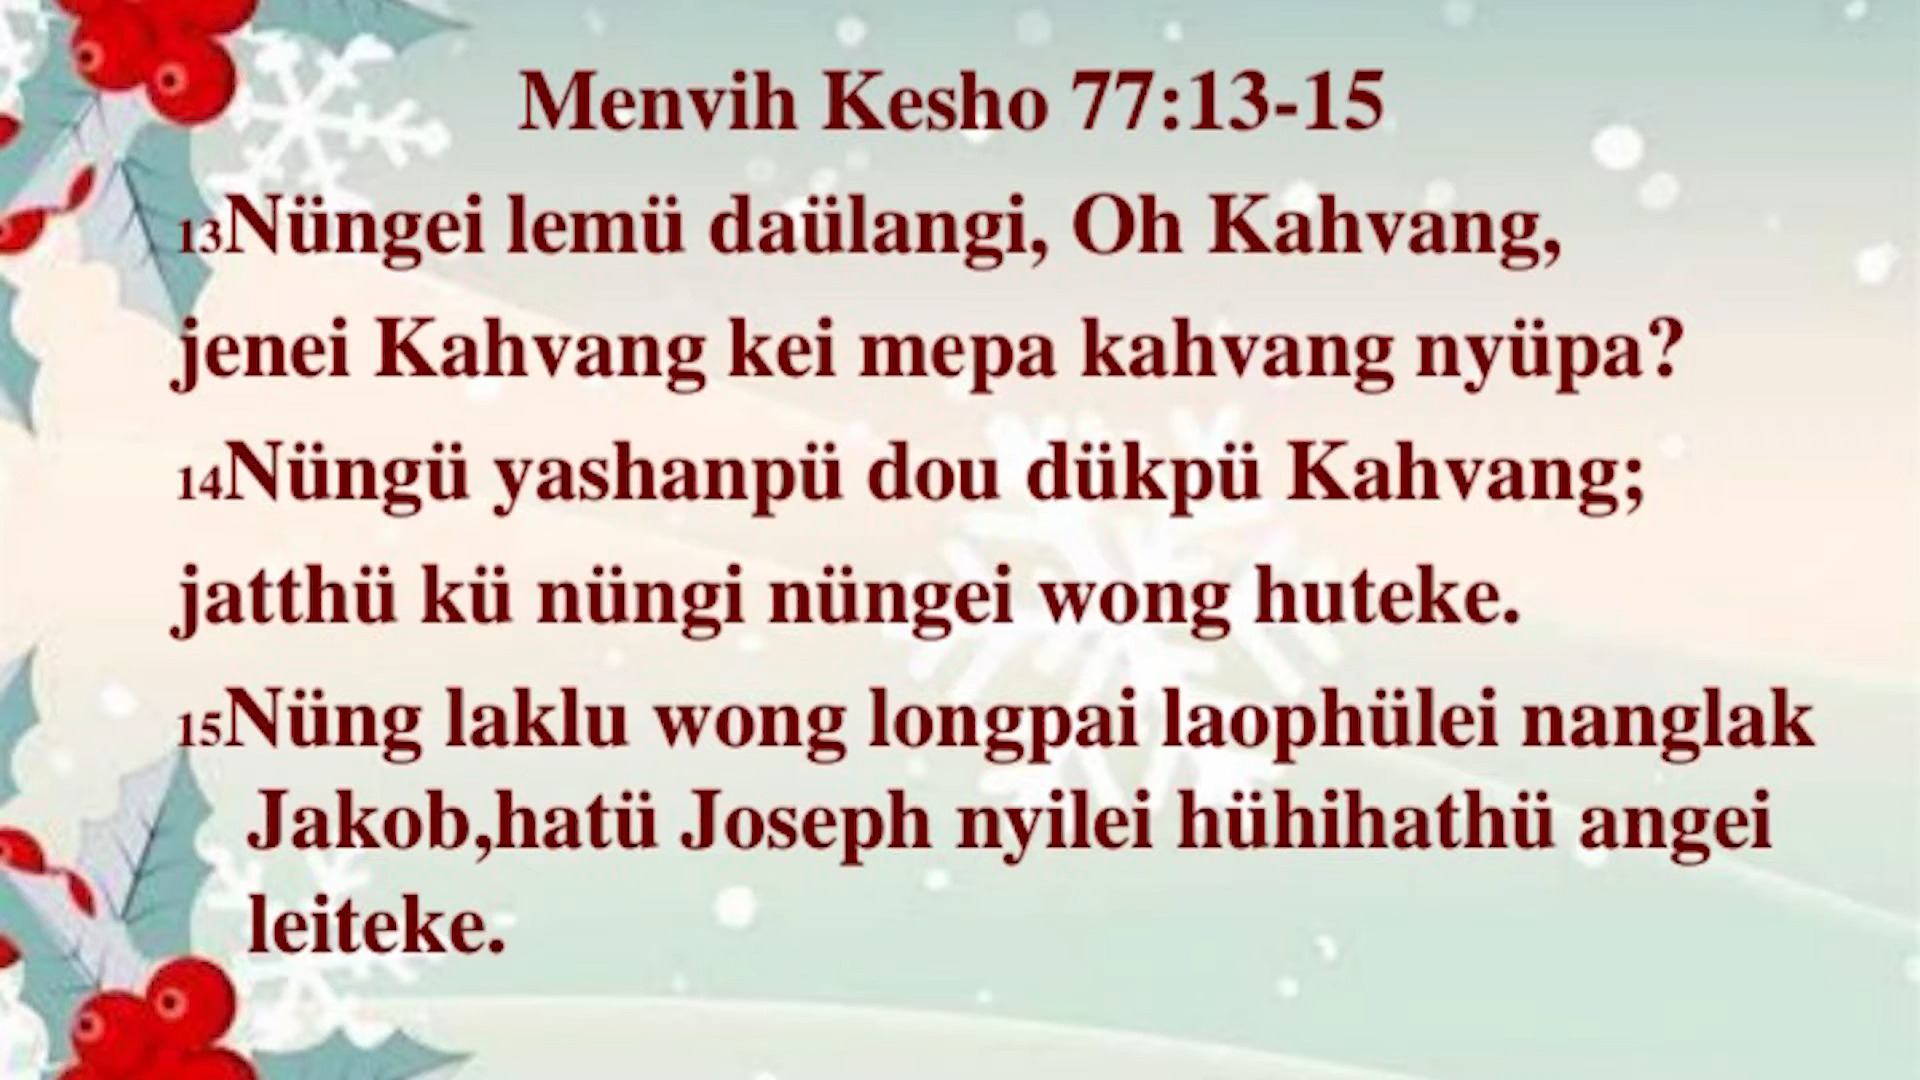 Menvih Kesho 77:13-15
13Nüngei lemü daülangi, Oh Kahvang,
jenei Kahvang kei mepa kahvang nyüpa?
14Nüngü yashanpü dou dükpü Kahvang;
jatthü kü nüngi nüngei wong huteke.
15Nüng laklu wong longpai laophülei nanglak
Jakob,hatü Joseph nyilei hühihathü angei
leiteke.